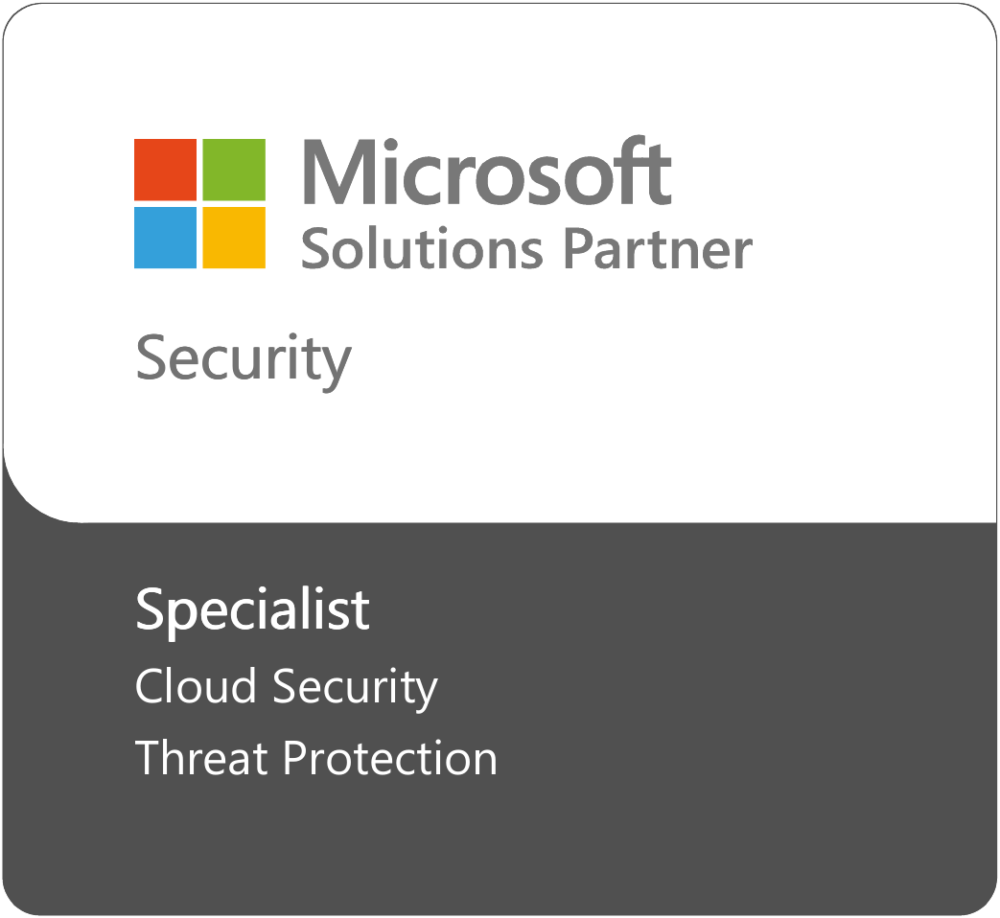 Microsoft
Solutions Partner
Security
Specialist
Cloud Security
Threat Protection